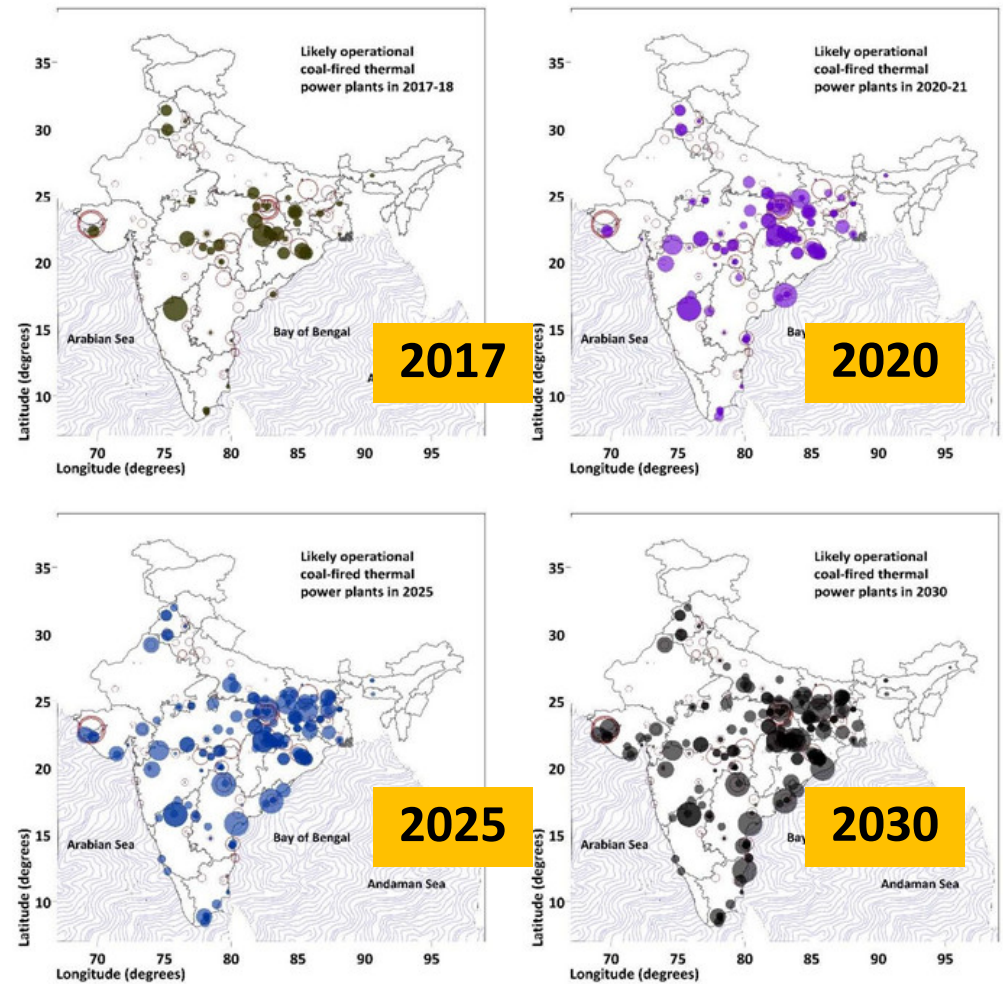 Likely operational
coal-fired thermal
power plants in 2017-18
35
30
25
20
15
10
Latitude (degrees)
Arabian Sea
Bay of Bengal
A
2017
70 75 80 85 90 95
Longitude (degrees)
Likely operational
coal-fired thermal
power plants in 2020-21
35
30
25
20
15
10
Latitude (degrees)
Arabian Sea
Bay
2020
70 75 80 85 90 95
Longitude (degrees)
Likely operational
coal-fired thermal
power plants in 2025
35
30
25
20
15
10
Latitude (degrees)
Arabian Sea
Bay of Bengal
2025
Andaman Sea
70 75 80 85 90 95
Longitude (degrees)
Likely operational
coal-fired thermal
power plants in 2030
35
30
25
20
15
10
Latitude (degrees)
Arabian Sea
Bay
2030
Andaman Sea
70 75 80 85 90 95
Longitude (degrees)